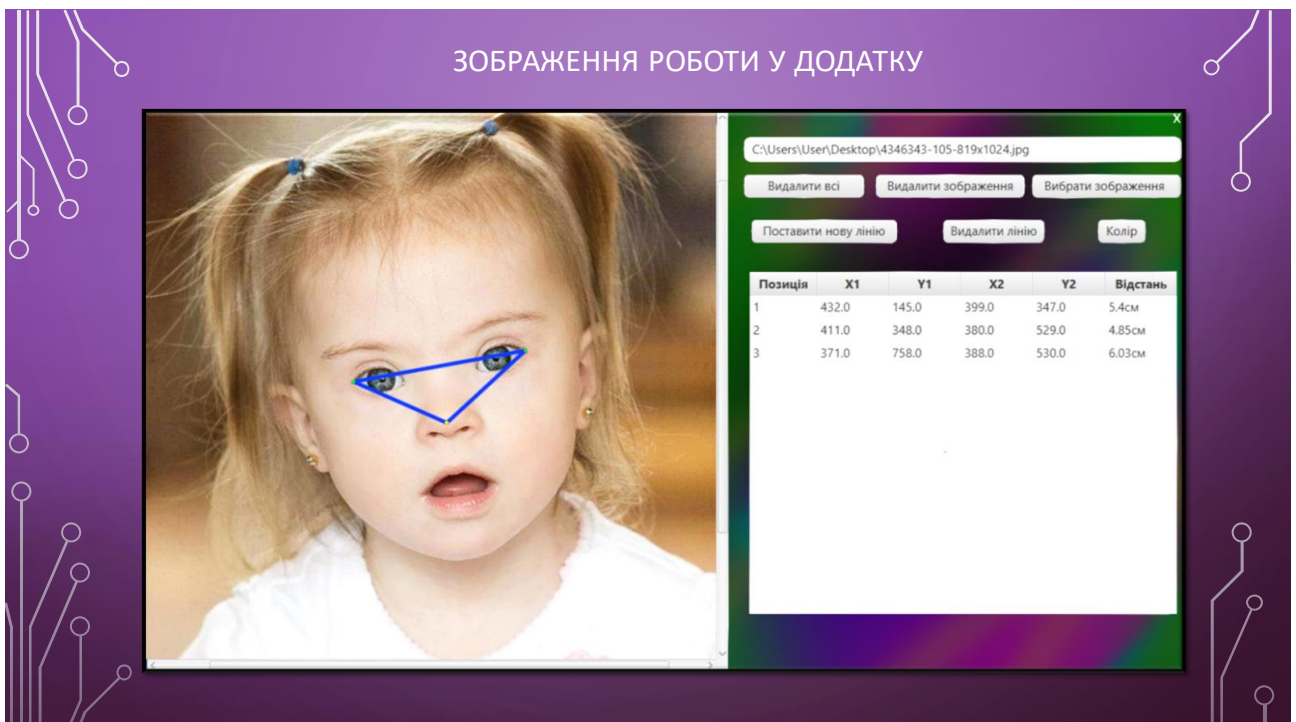 ЗОБРАЖЕННЯ РОБОТИ У ДОДАТКУ
X
C:\Users\User\Desktop\4346343-105-819x1024.jpg
Видалити всі Видалити зображення Вибрати зображення
Поставити нову лінію Видалити лінію Колір
Позиція X1 Y1 X2 Y2 Відстань
1 432.0 145.0 399.0 347.0 5.4см
2 411.0 348.0 380.0 529.0 4.85см
3 371.0 758.0 388.0 530.0 6.03см